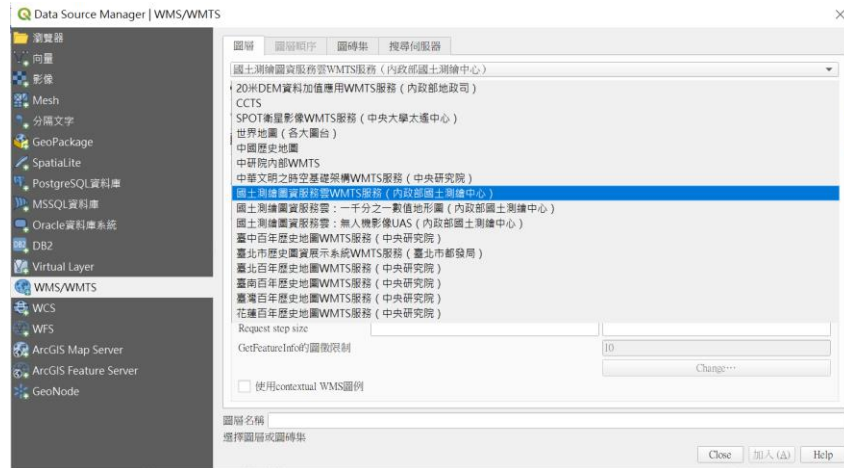 Data Source Manager | WMS/WMTS
瀏覽器
向量
影像
Mesh
分隔文字
GeoPackage
SpatiaLite
PostgreSQL資料庫
MSSQL資料庫
Oracle資料庫系統
DB2
Virtual Layer
WMS/WMTS
WCS
WFS
ArcGIS Map Server
ArcGIS Feature Server
GeoNode
圖層 圖層順序 圖磚集 搜尋伺服器
國土測繪圖資服務雲WMTS服務（內政部國土測繪中心）
20米DEM資料加值應用WMTS服務（內政部地政司）
CCTS
SPOT衛星影像WMTS服務（中央大學太遙中心）
世界地圖（各大圖台）
中國歷史地圖
中研院內部WMTS
中華文明之時空基礎架構WMTS服務（中央研究院）
國土測繪圖資服務雲WMTS服務（內政部國土測繪中心）
國土測繪圖資服務雲：一千分之一數值地形圖（內政部國土測繪中心）
國土測繪圖資服務雲：無人機影像UAS（內政部國土測繪中心）
臺中百年歷史地圖WMTS服務（中央研究院）
臺北市歷史圖資展示系統WMTS服務（臺北市都發局）
臺北百年歷史地圖WMTS服務（中央研究院）
臺南百年歷史地圖WMTS服務（中央研究院）
臺灣百年歷史地圖WMTS服務（中央研究院）
花蓮百年歷史地圖WMTS服務（中央研究院）
Request step size
GetFeatureInfo的圖徵限制 10
Change…
使用contextual WMS圖例
圖層名稱
選擇圖層或圖磚集
Close 加入(A) Help